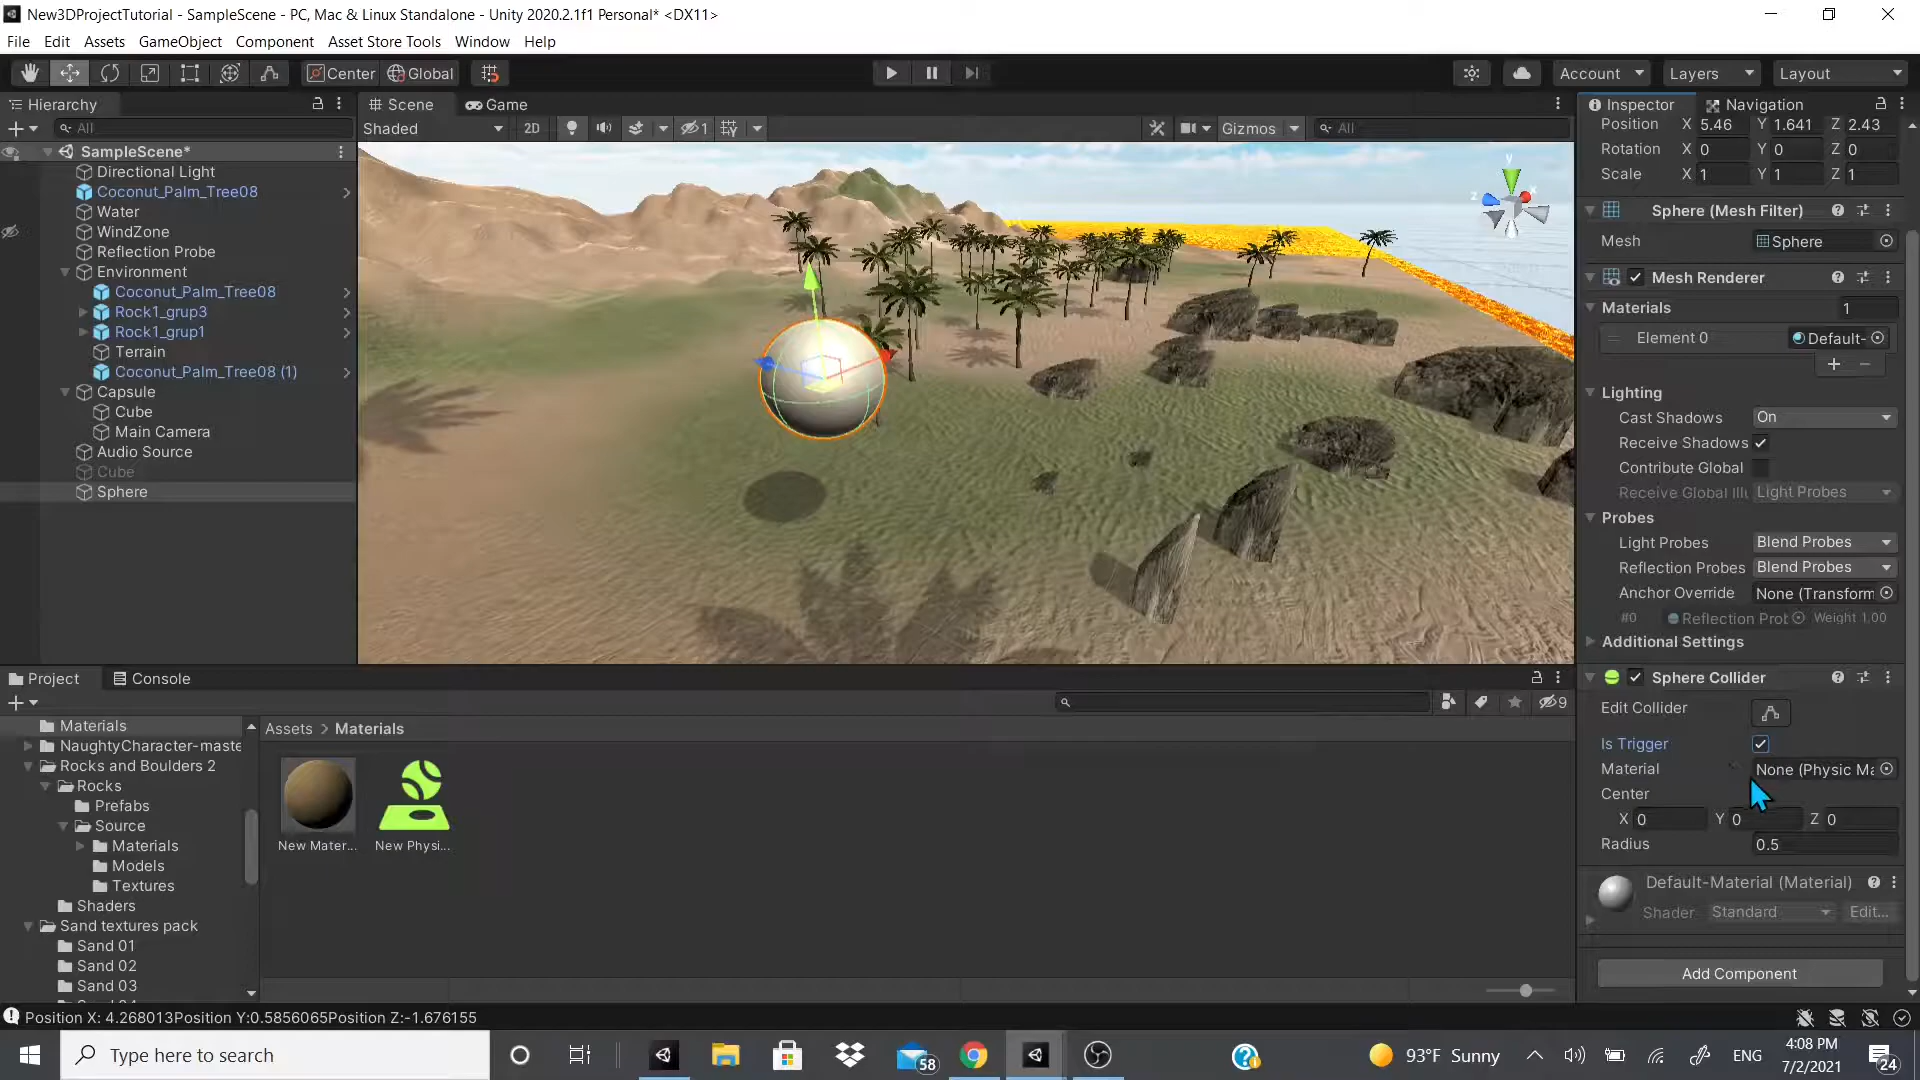 New3DProjectTutorial - SampleScene - PC, Mac & Linux Standalone - Unity 2020.2.1f1 Personal* <DX11>
File Edit Assets GameObject Component Asset Store Tools Window Help
Center Global Account Layers Layout
Hierarchy
All
SampleScene*
Directional Light
Coconut_Palm_Tree08
Water
WindZone
Reflection Probe
Environment
Coconut_Palm_Tree08
Rock1_grup3
Rock1_grup1
Terrain
Coconut_Palm_Tree08 (1)
Capsule
Cube
Main Camera
Audio Source
Cube
Sphere
Scene Game
Shaded 2D 1 Gizmos All
y
x
z
Inspector Navigation
Position X 5.46 Y 1.641 Z 2.43
Rotation X 0 Y 0 Z 0
Scale X 1 Y 1 Z 1
Sphere (Mesh Filter)
Mesh Sphere
Mesh Renderer
Materials 1
Element 0 Default-
Lighting
Cast Shadows On
Receive Shadows
Contribute Global
Receive Global Illu Light Probes
Probes
Light Probes Blend Probes
Reflection Probes Blend Probes
Anchor Override None (Transform
#0 Reflection Prob Weight 1.00
Additional Settings
Sphere Collider
Edit Collider
Is Trigger
Material None (Physic Ma
Center
X 0 Y 0 Z 0
Radius 0.5
Default-Material (Material)
Shader Standard Edit...
Add Component
Project Console
9
Materials
NaughtyCharacter-maste
Rocks and Boulders 2
Rocks
Prefabs
Source
Materials
Models
Textures
Shaders
Sand textures pack
Sand 01
Sand 02
Sand 03
Assets > Materials
New Mater... New Physi...
Position X: 4.268013Position Y:0.5856065Position Z:-1.676155
Type here to search
58
93°F Sunny
ENG
4:08 PM
7/2/2021
24